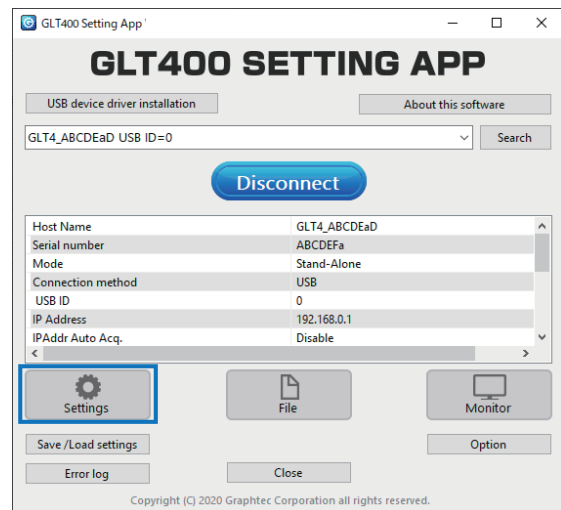 GLT400 Setting App
GLT400 SETTING APP
USB device driver installation
About this software
GLT4_ABCDEaD USB ID=0
Search
Disconnect
Host Name GLT4_ABCDEaD
Serial number ABCDEFa
Mode Stand-Alone
Connection method USB
USB ID 0
IP Address 192.168.0.1
IPAddr Auto Acq. Disable
Settings
File
Monitor
Save /Load settings
Option
Error log
Close
Copyright (C) 2020 Graphtec Corporation all rights reserved.